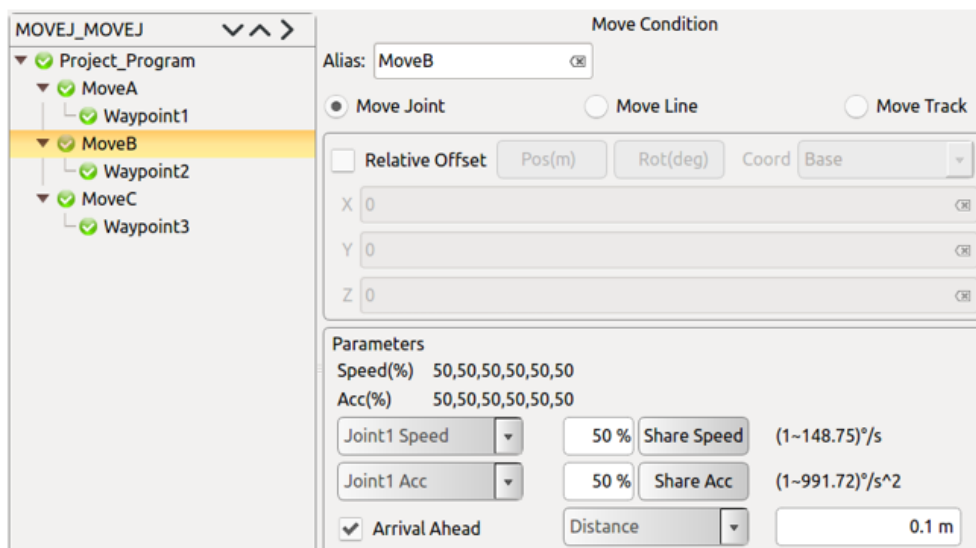 MOVEJ_MOVEJ
Project_Program
MoveA
Waypoint1
MoveB
Waypoint2
MoveC
Waypoint3
Move Condition
Alias: MoveB
Move Joint Move Line Move Track
Relative Offset Pos(m) Rot(deg) Coord Base
X 0
Y 0
Z 0
Parameters
Speed(%) 50,50,50,50,50,50
Acc(%) 50,50,50,50,50,50
Joint1 Speed 50 % Share Speed (1~148.75)°/s
Joint1 Acc 50 % Share Acc (1~991.72)°/s^2
Arrival Ahead Distance 0.1 m